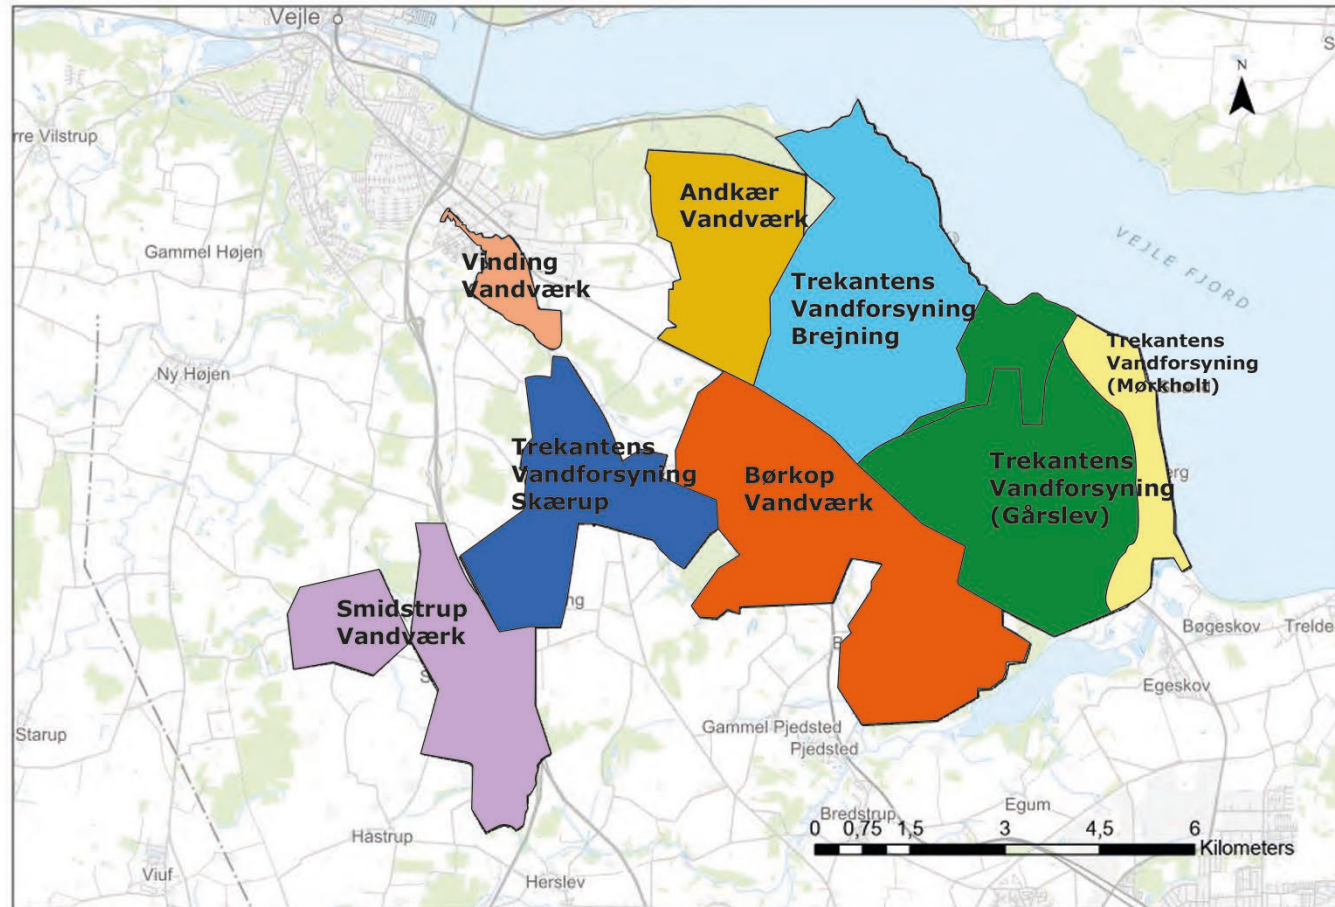 Vejle
N
rre Vilstrup
Andkær
Vandværk
Gammel Højen
Vinding
Vandværk
VEJLE FJORD
Trekantens
Vandforsyning
Brejning
Trekantens
Vandforsyning
(Mørkholt)
Ny Højen
Trekantens
Vandforsyning
Skærup
Børkop
Vandværk
Trekantens
Vandforsyning
(Gårslev)
erg
ng
Smidstrup
Vandværk
Bøgeskov
Trelde
Egeskov
Starup
Gammel Pjedsted
Pjedsted
Bredstrup
Egum
Hastrup
Viuf
Herslev
0 0,75 1,5 3 4,5 6
Kilometers